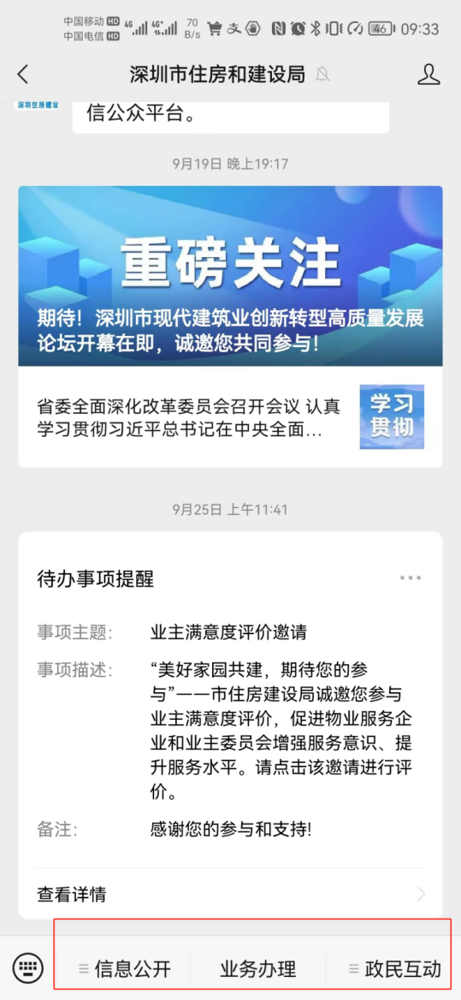 中国移动 HD 4G 4G+ 70 B/s 46 09:33
中国电信 HD
深圳市住房和建设局
深圳住房建设
信公众平台。
9月19日 晚上19:17
重磅关注
期待！深圳市现代建筑业创新转型高质量发展
论坛开幕在即，诚邀您共同参与！
省委全面深化改革委员会召开会议 认真
学习贯彻习近平总书记在中央全面...
学习
贯彻
9月25日 上午11:41
待办事项提醒
事项主题： 业主满意度评价邀请
事项描述： “美好家园共建，期待您的参
与”——市住房建设局诚邀您参与
业主满意度评价，促进物业服务企
业和业主委员会增强服务意识、提
升服务水平。请点击该邀请进行评
价。
备注： 感谢您的参与和支持!
查看详情
信息公开 业务办理 政民互动